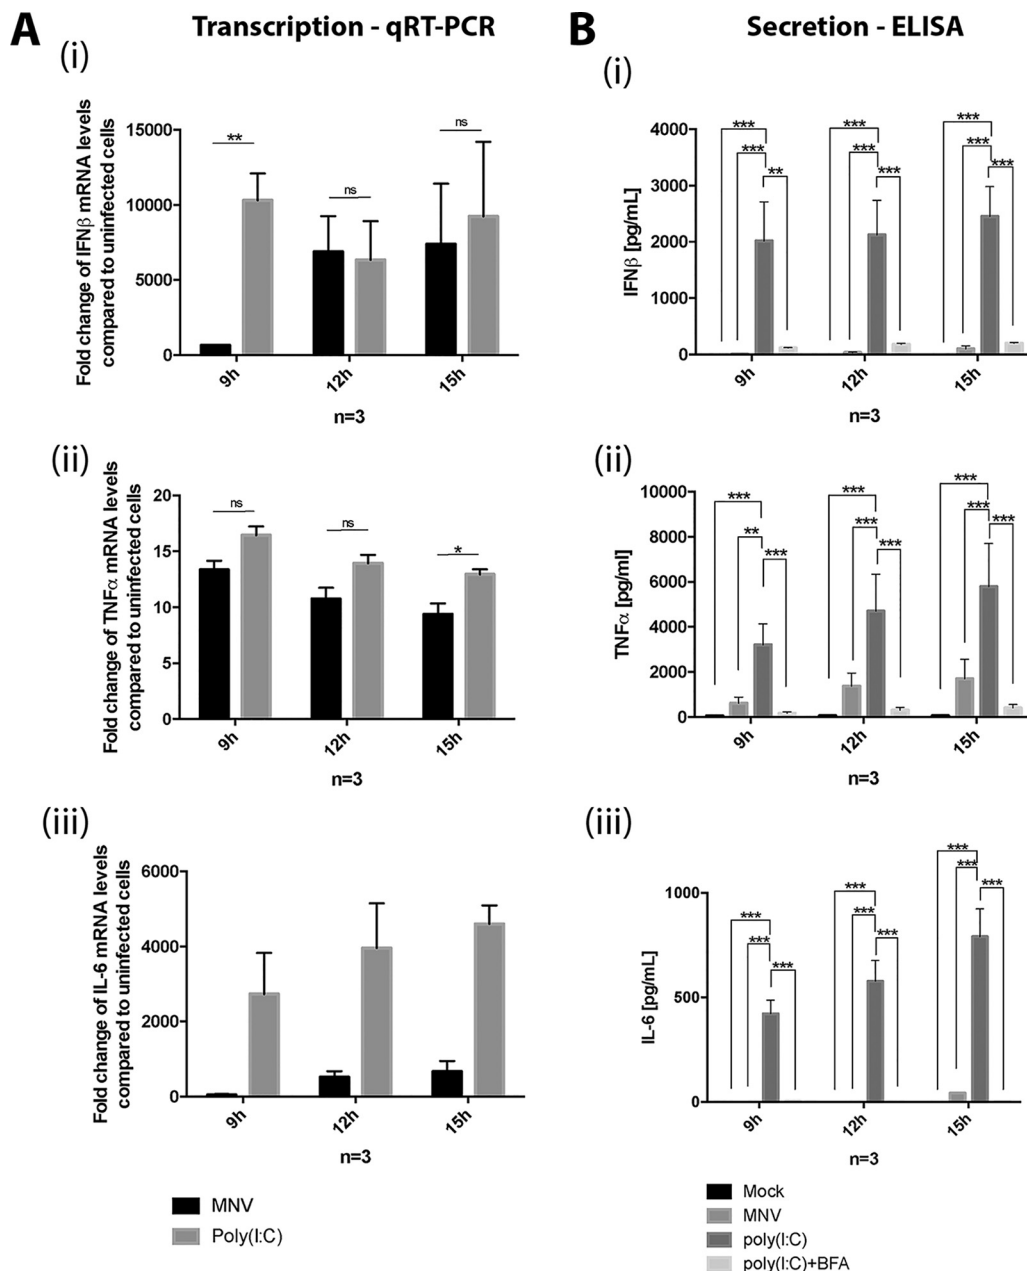 A Transcription - qRT-PCR
(i)
Fold change of IFNβ mRNA levels
compared to uninfected cells
15000
10000
5000
0
**
ns
ns
9h 12h 15h
n=3
(ii)
Fold change of TNFα mRNA levels
compared to uninfected cells
20
15
10
5
0
ns
ns
*
9h 12h 15h
n=3
(iii)
Fold change of IL-6 mRNA levels
compared to uninfected cells
6000
4000
2000
0
9h 12h 15h
n=3
MNV
Poly(I:C)
B Secretion - ELISA
(i)
IFNβ [pg/mL]
4000
3000
2000
1000
0
*** *** ***
*** *** ***
** *** ***
9h 12h 15h
n=3
(ii)
TNFα [pg/ml]
10000
8000
6000
4000
2000
0
*** *** ***
** *** ***
*** *** ***
9h 12h 15h
n=3
(iii)
IL-6 [pg/mL]
1000
500
0
*** *** ***
*** *** ***
*** *** ***
9h 12h 15h
n=3
Mock
MNV
poly(I:C)
poly(I:C)+BFA